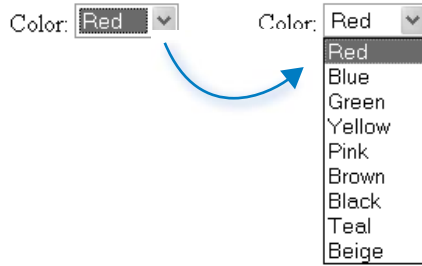 Color: Red
Color: Red
Red
Blue
Green
Yellow
Pink
Brown
Black
Teal
Beige